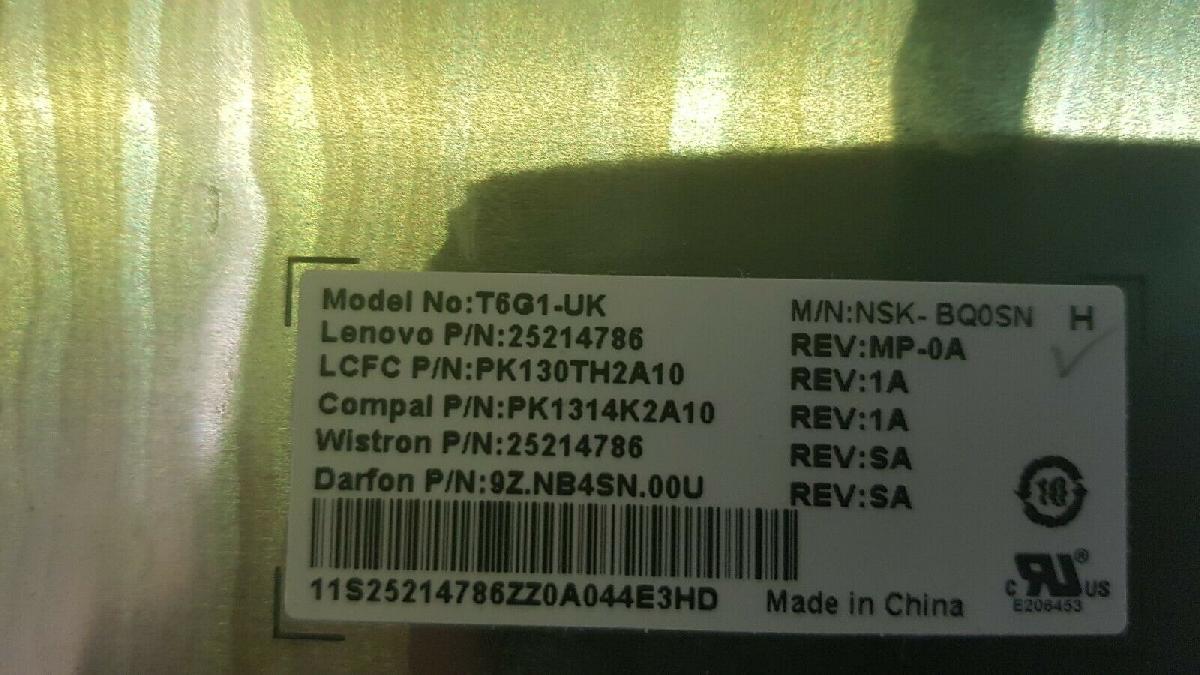 Model No:T6G1-UK M/N:NSK- BQ0SN H
Lenovo P/N:25214786 REV:MP-0A
LCFC P/N:PK130TH2A10 REV:1A
Compal P/N:PK1314K2A10 REV:1A
Wistron P/N:25214786 REV:SA
Darfon P/N:9Z.NB4SN.00U REV:SA
10
11S25214786ZZ0A044E3HD Made in China
c RU ® US
E206453